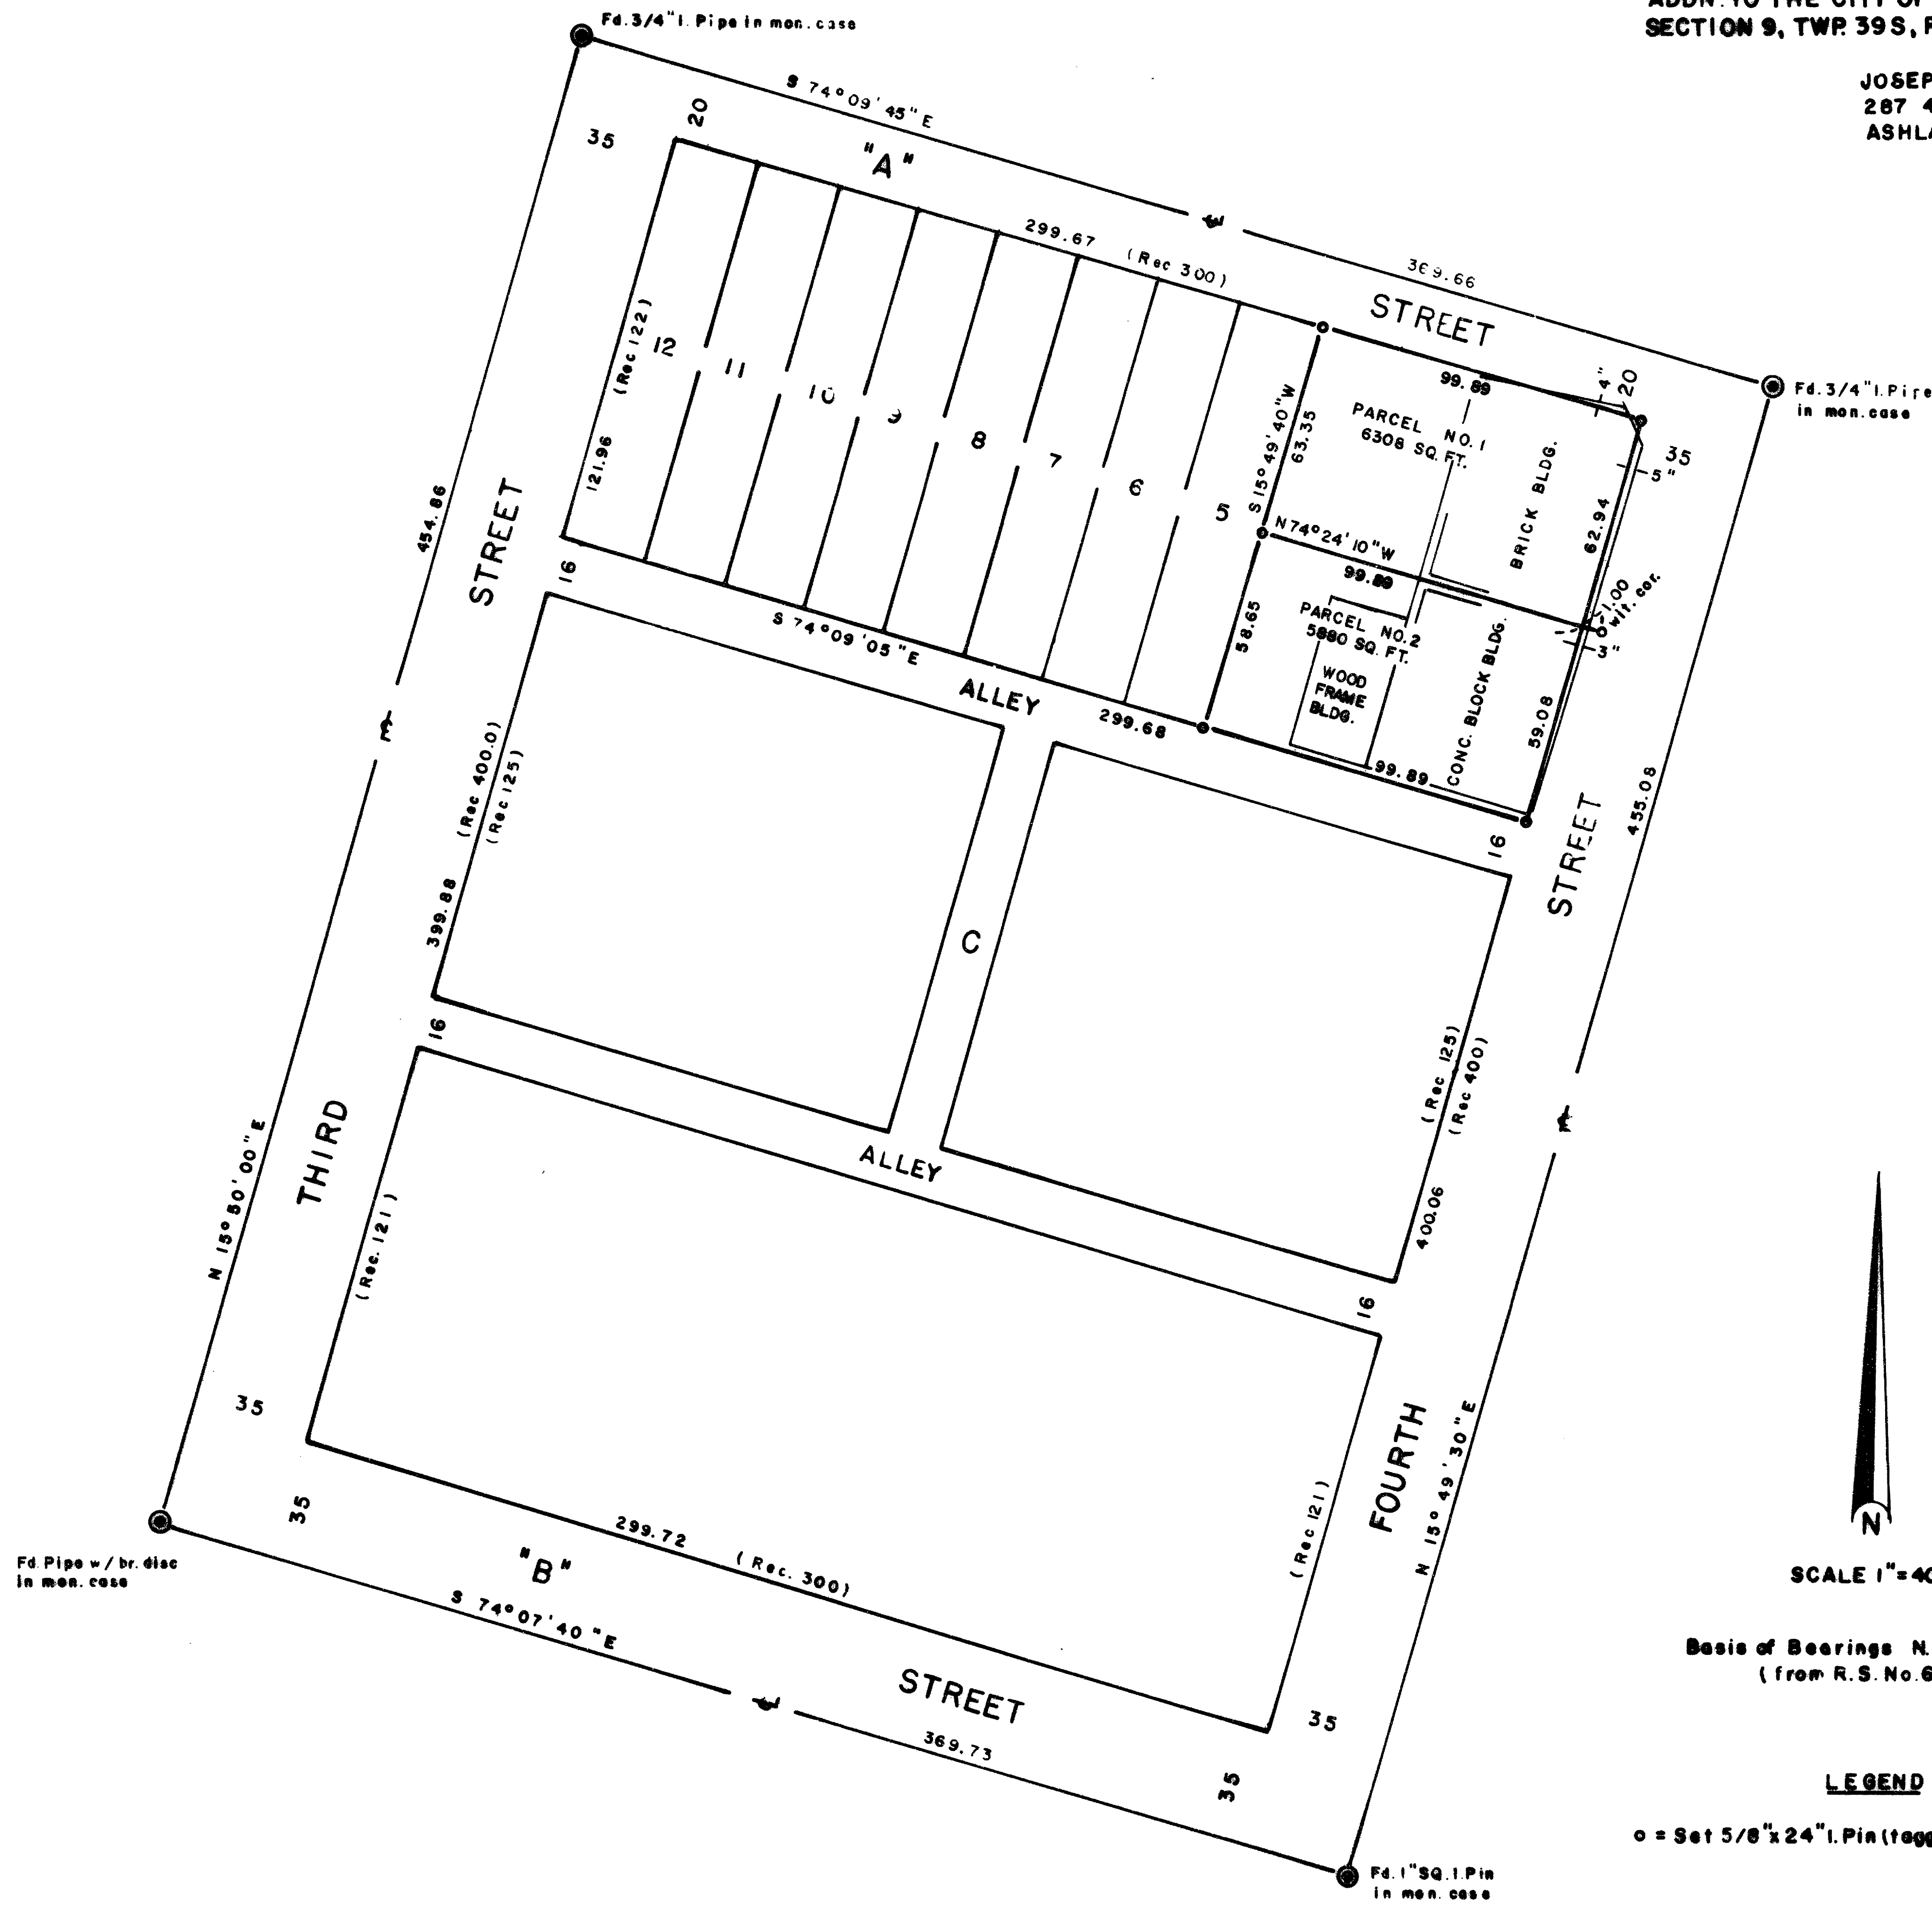 ADDN. TO THE CITY OF
SECTION 9, TWP. 39 S,
JOSEP
287 4
ASHLA
Fd. 3/4" I. Pipe in mon. case
S 74° 09' 45" E
35
20
"A"
299.67 (Rec 300)
369.66
STREET
Fd. 3/4" I. Pipe
in mon. case
12
11
10
9
8
7
6
5
(Rec 122)
121.96
S 15° 49' 40" W
63.35
99.89
4"
20
35
5"
PARCEL NO. 1
6308 SQ. FT.
BRICK BLDG.
62.94
N 74° 24' 10" W
99.89
1.00
wit. cor.
3"
58.65
PARCEL NO. 2
5880 SQ. FT.
WOOD
FRAME
BLDG.
CONC. BLOCK BLDG.
59.08
99.89
454.86
STREET
16
S 74° 09' 05" E
ALLEY
299.68
16
STREET
455.08
(Rec 400.0)
(Rec 125)
399.88
C
16
(Rec 125)
(Rec 400)
400.06
ALLEY
16
N 15° 50' 00" E
THIRD
(Rec. 121)
FOURTH
N 15° 49' 30" E
(Rec 121)
35
35
299.72 (Rec. 300)
"B"
Fd. Pipe w/ br. disc
in mon. case
S 74° 07' 40" E
STREET
369.73
35
35
Fd. 1" SQ. I. Pin
in mon. case
N
SCALE 1"=40
Basis of Bearings N.
(from R.S. No. 6
LEGEND
o = Set 5/8" x 24" I. Pin (tagg